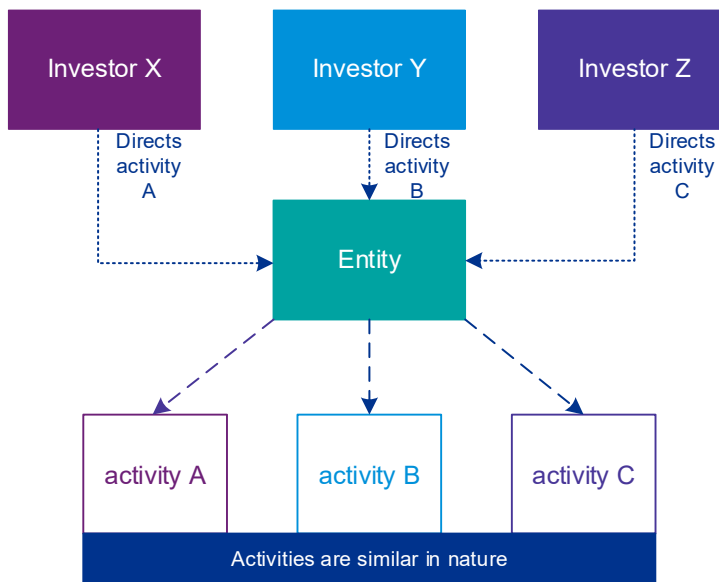 Investor X
Investor Y
Investor Z
Directs
activity
A
Directs
activity
B
Directs
activity
C
Entity
activity A
activity B
activity C
Activities are similar in nature